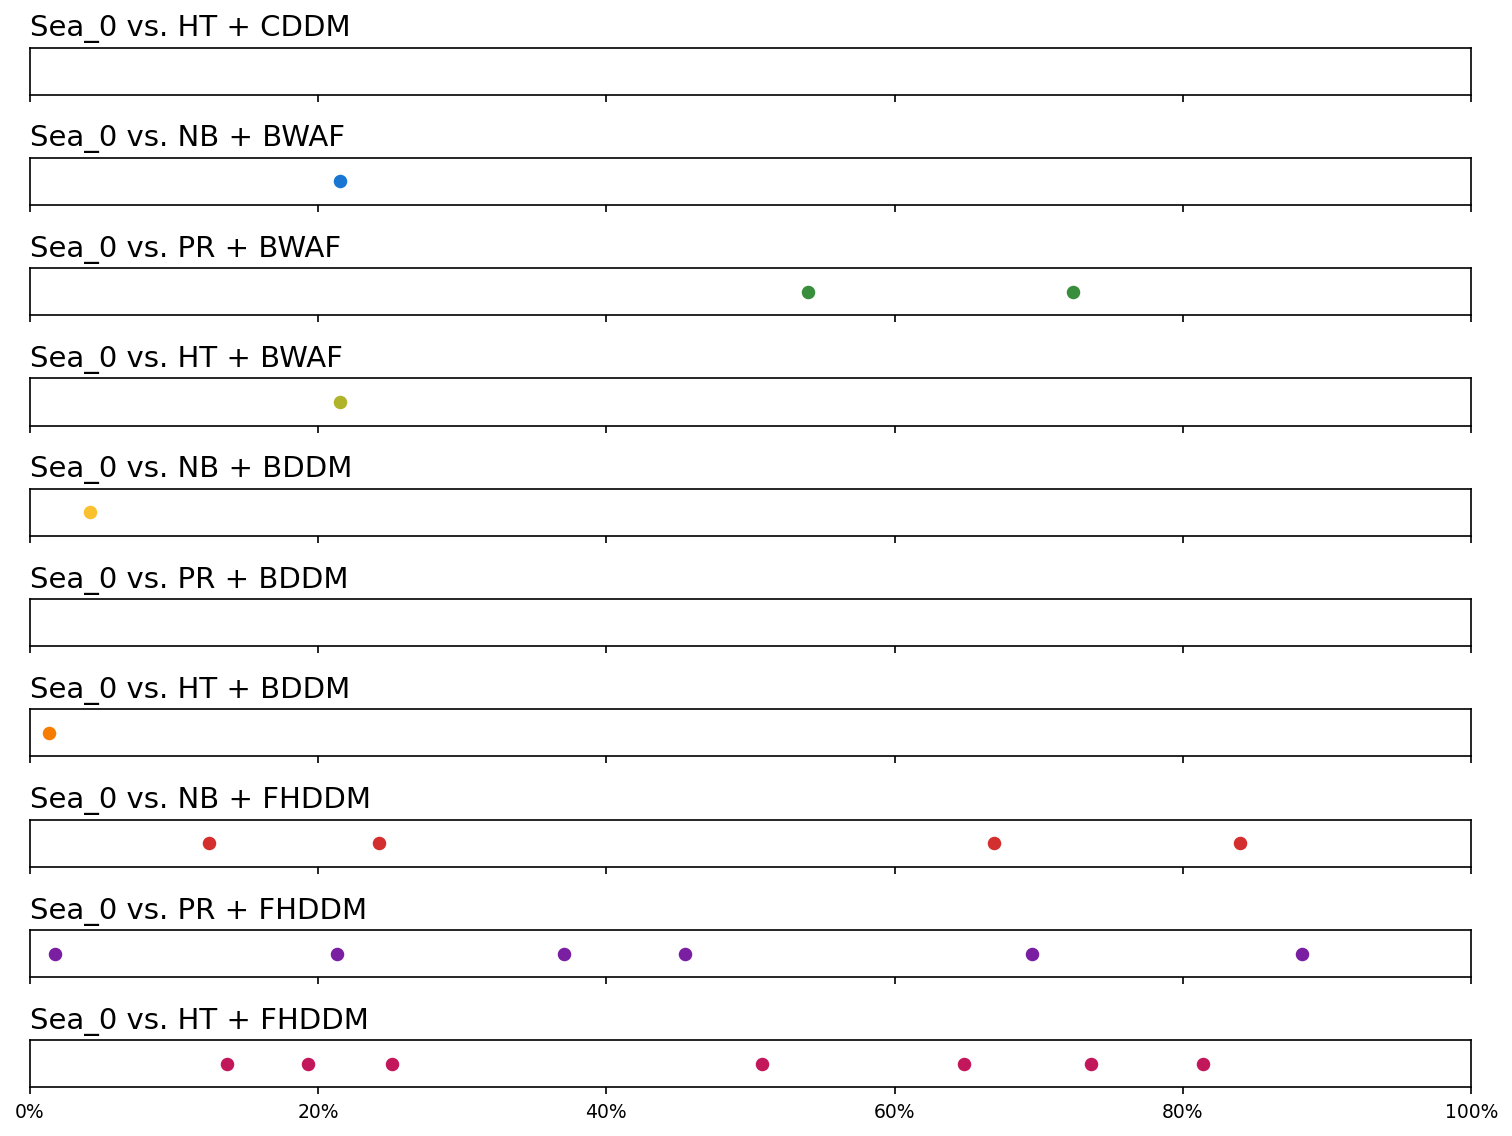 Sea_0 vs. HT + CDDM
Sea_0 vs. NB + BWAF
Sea_0 vs. PR + BWAF
Sea_0 vs. HT + BWAF
Sea_0 vs. NB + BDDM
Sea_0 vs. PR + BDDM
Sea_0 vs. HT + BDDM
Sea_0 vs. NB + FHDDM
Sea_0 vs. PR + FHDDM
Sea_0 vs. HT + FHDDM
0% 20% 40% 60% 80% 100%